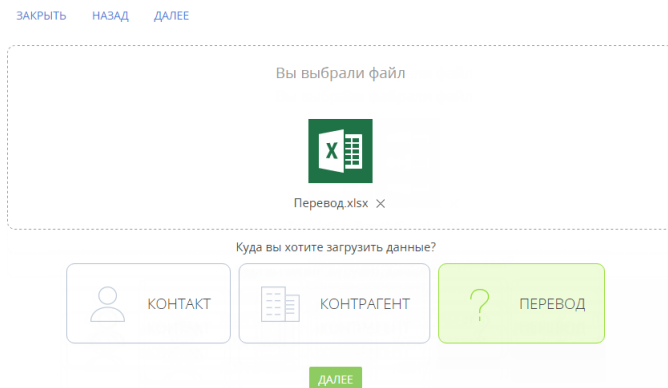 ЗАКРЫТЬ НАЗАД ДАЛЕЕ
Вы выбрали файл
X
Перевод.xlsx ×
Куда вы хотите загрузить данные?
КОНТАКТ КОНТРАГЕНТ ? ПЕРЕВОД
ДАЛЕЕ